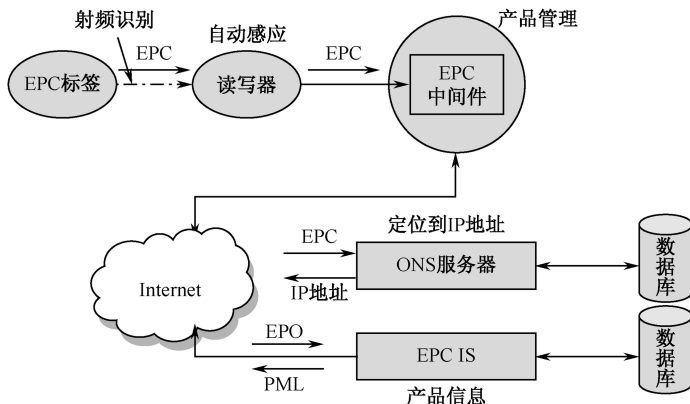 射频识别
EPC
EPC标签
自动感应
读写器
EPC
产品管理
EPC
中间件
Internet
EPC
IP地址
定位到IP地址
ONS服务器
数据库
EPO
PML
EPC IS
产品信息
数据库